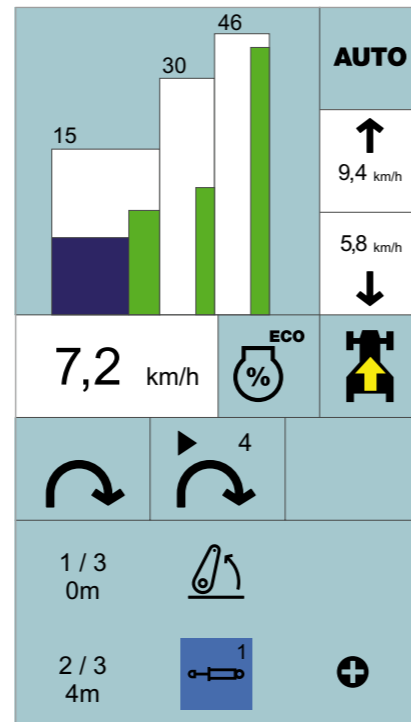 46
30
15
AUTO
9,4 km/h
5,8 km/h
7,2 km/h
ECO
%
4
1 / 3
0m
1
2 / 3
4m